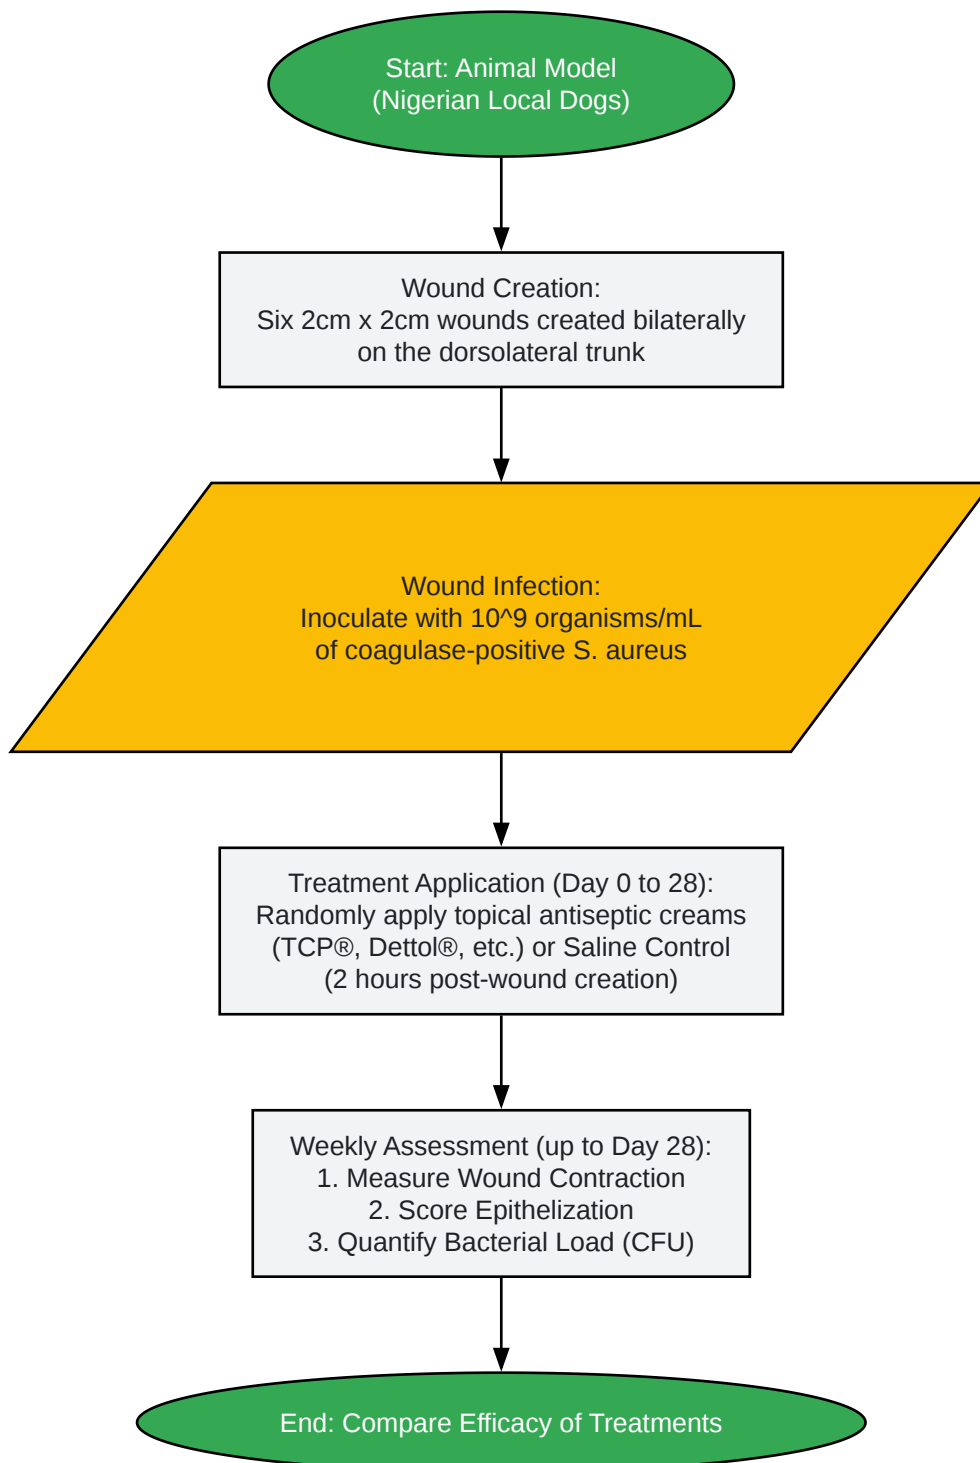 Start: Animal Model
(Nigerian Local Dogs)
Wound Creation:
Six 2cm x 2cm wounds created bilaterally
on the dorsolateral trunk
Wound Infection:
Inoculate with 10^9 organisms/mL
of coagulase-positive S. aureus
Treatment Application (Day 0 to 28):
Randomly apply topical antiseptic creams
(TCP®, Dettol®, etc.) or Saline Control
(2 hours post-wound creation)
Weekly Assessment (up to Day 28):
1. Measure Wound Contraction
2. Score Epithelization
3. Quantify Bacterial Load (CFU)
End: Compare Efficacy of Treatments